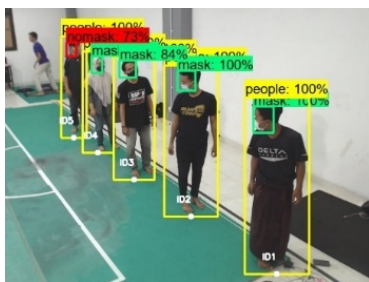 people: 100%
nomask: 73%
mask: 84%
mask: 100%
people: 100%
mask: 100%
ID5
ID4
ID3
ID2
ID1
DELTA